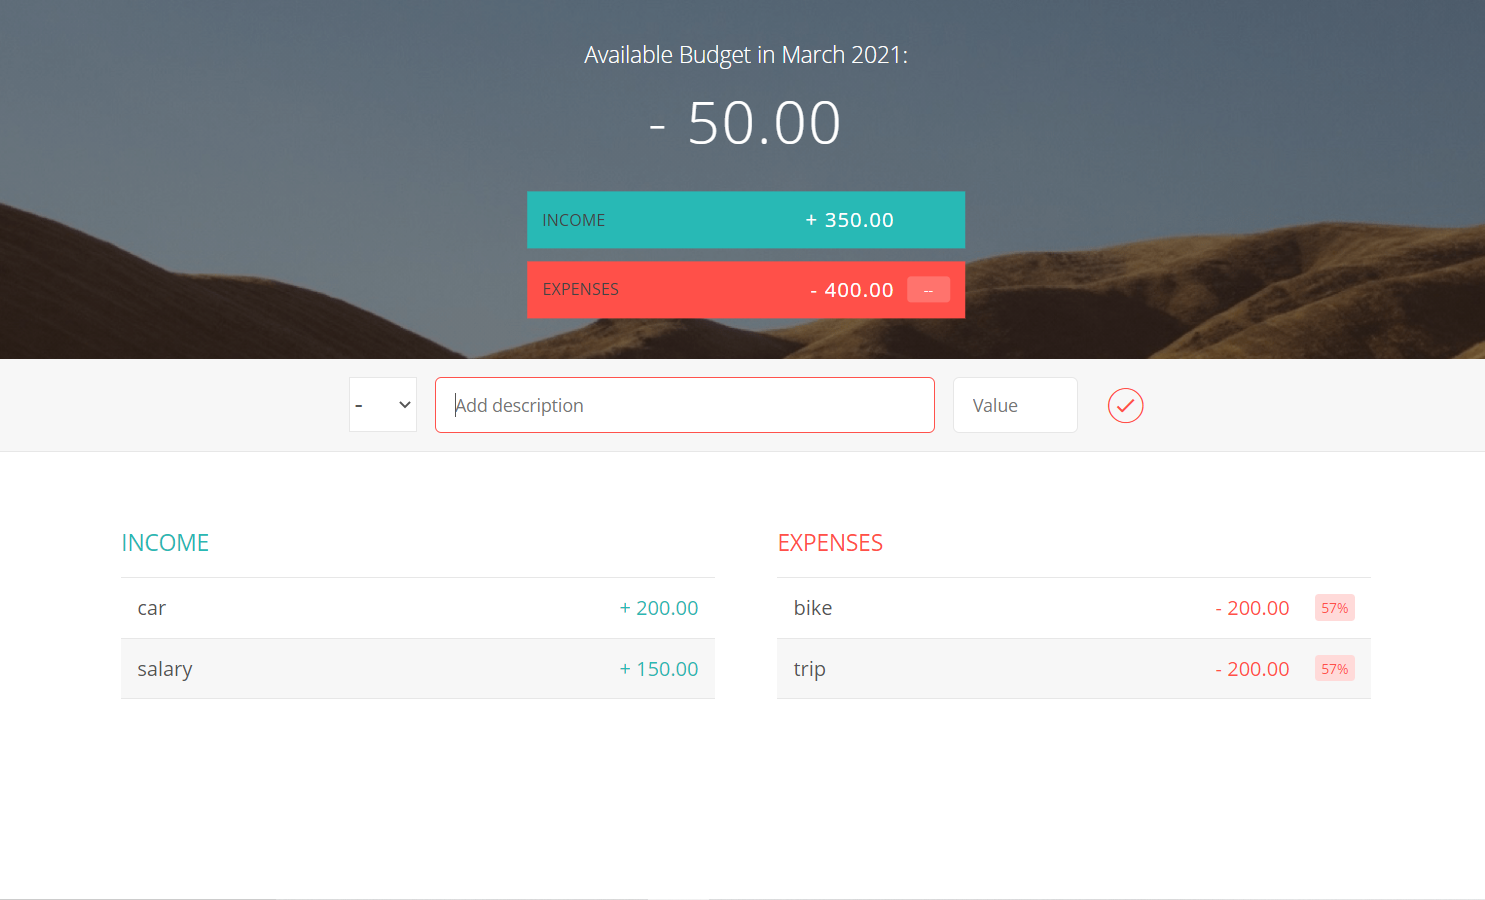 Available Budget in March 2021:
- 50.00
INCOME + 350.00
EXPENSES - 400.00 --
- Add description Value
INCOME
car + 200.00
salary + 150.00
EXPENSES
bike - 200.00 57%
trip - 200.00 57%